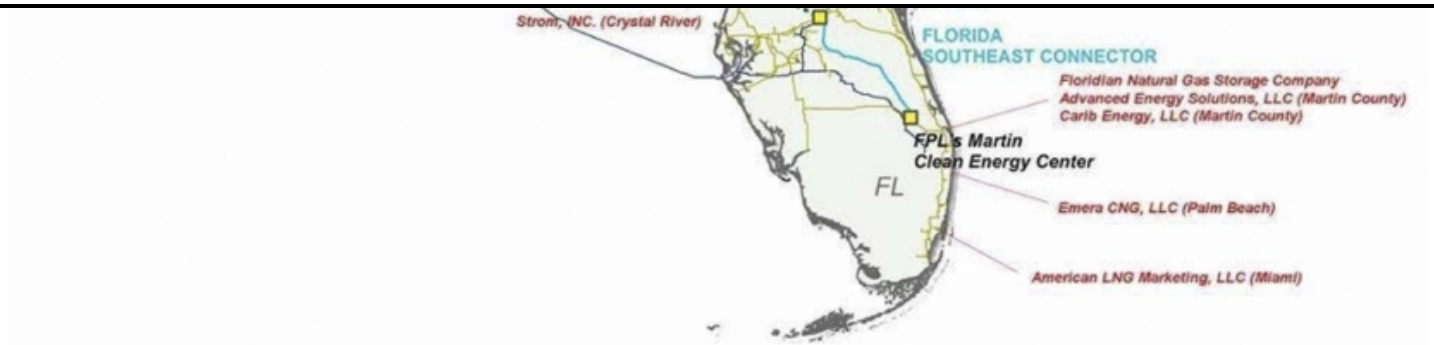 Strom, INC. (Crystal River)
FLORIDA
SOUTHEAST CONNECTOR
Floridian Natural Gas Storage Company
Advanced Energy Solutions, LLC (Martin County)
Carib Energy, LLC (Martin County)
FPL's Martin
Clean Energy Center
FL
Emera CNG, LLC (Palm Beach)
American LNG Marketing, LLC (Miami)